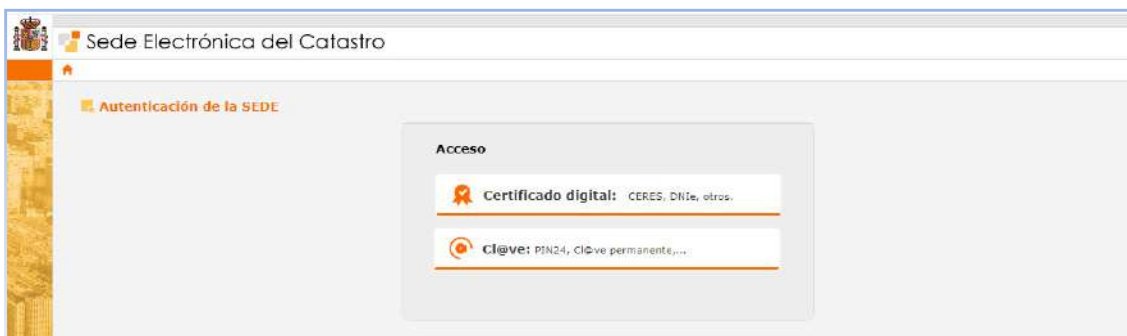 Sede Electrónica del Catastro
Autenticación de la SEDE
Acceso
Certificado digital: CERES, DNIe, otros.
Cl@ve: PIN24, Cl@ve permanente,...